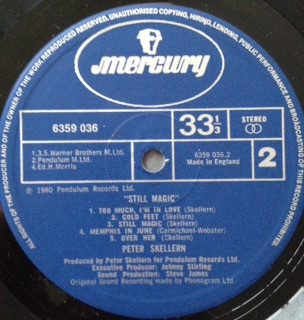 ALL RIGHTS OF THE PRODUCER AND OF THE OWNER OF THE WORK REPRODUCED RESERVED. UNAUTHORISED COPYING, HIRING, LENDING, PUBLIC PERFORMANCE AND BROADCASTING
mercury
6359 036
33 1/3
STEREO
1.3.5. Warner Brothers M.Ltd.
2. Pendulum M.Ltd.
4. Ed.H.Morris
6359 036.2
Made in England
2
℗ 1980 Pendulum Records Ltd.
"STILL MAGIC"
1. TOO MUCH, I'M IN LOVE (Skellern)
2. COLD FEET (Skellern)
3. STILL MAGIC (Skellern)
4. MEMPHIS IN JUNE (Carmichael-Webster)
5. OVER HER (Skellern)
PETER SKELLERN
Produced by Peter Skellern for Pendulum Records Ltd.
Executive Producer: Johnny Stirling
Sound Production: Steve James
Original Sound Recording made by Phonogram Ltd.